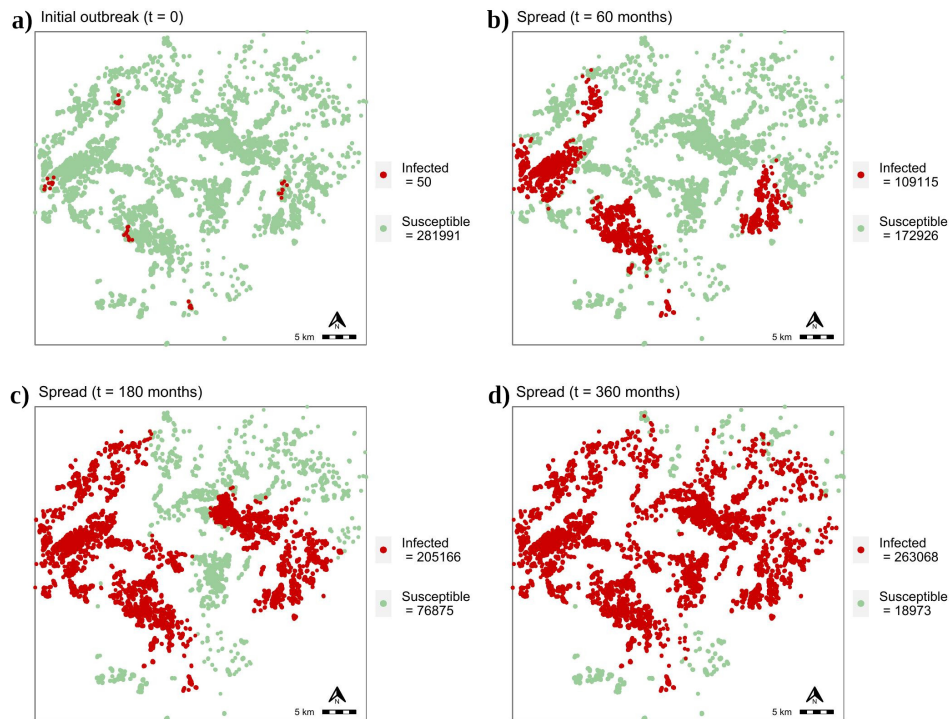 a) Initial outbreak (t = 0)
Infected
= 50
Susceptible
= 281991
N
5 km
b) Spread (t = 60 months)
Infected
= 109115
Susceptible
= 172926
N
5 km
c) Spread (t = 180 months)
Infected
= 205166
Susceptible
= 76875
N
5 km
d) Spread (t = 360 months)
Infected
= 263068
Susceptible
= 18973
N
5 km